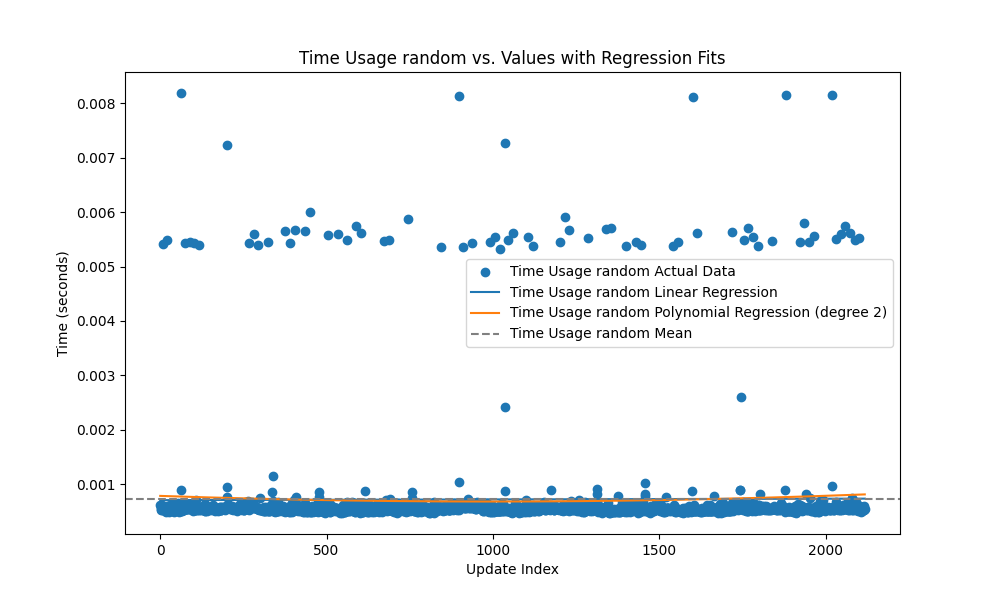 Time Usage random vs. Values with Regression Fits
0.008
0.007
0.006
0.005
0.004
0.003
0.002
0.001
Time (seconds)
Time Usage random Actual Data
Time Usage random Linear Regression
Time Usage random Polynomial Regression (degree 2)
Time Usage random Mean
0
500
1000
1500
2000
Update Index